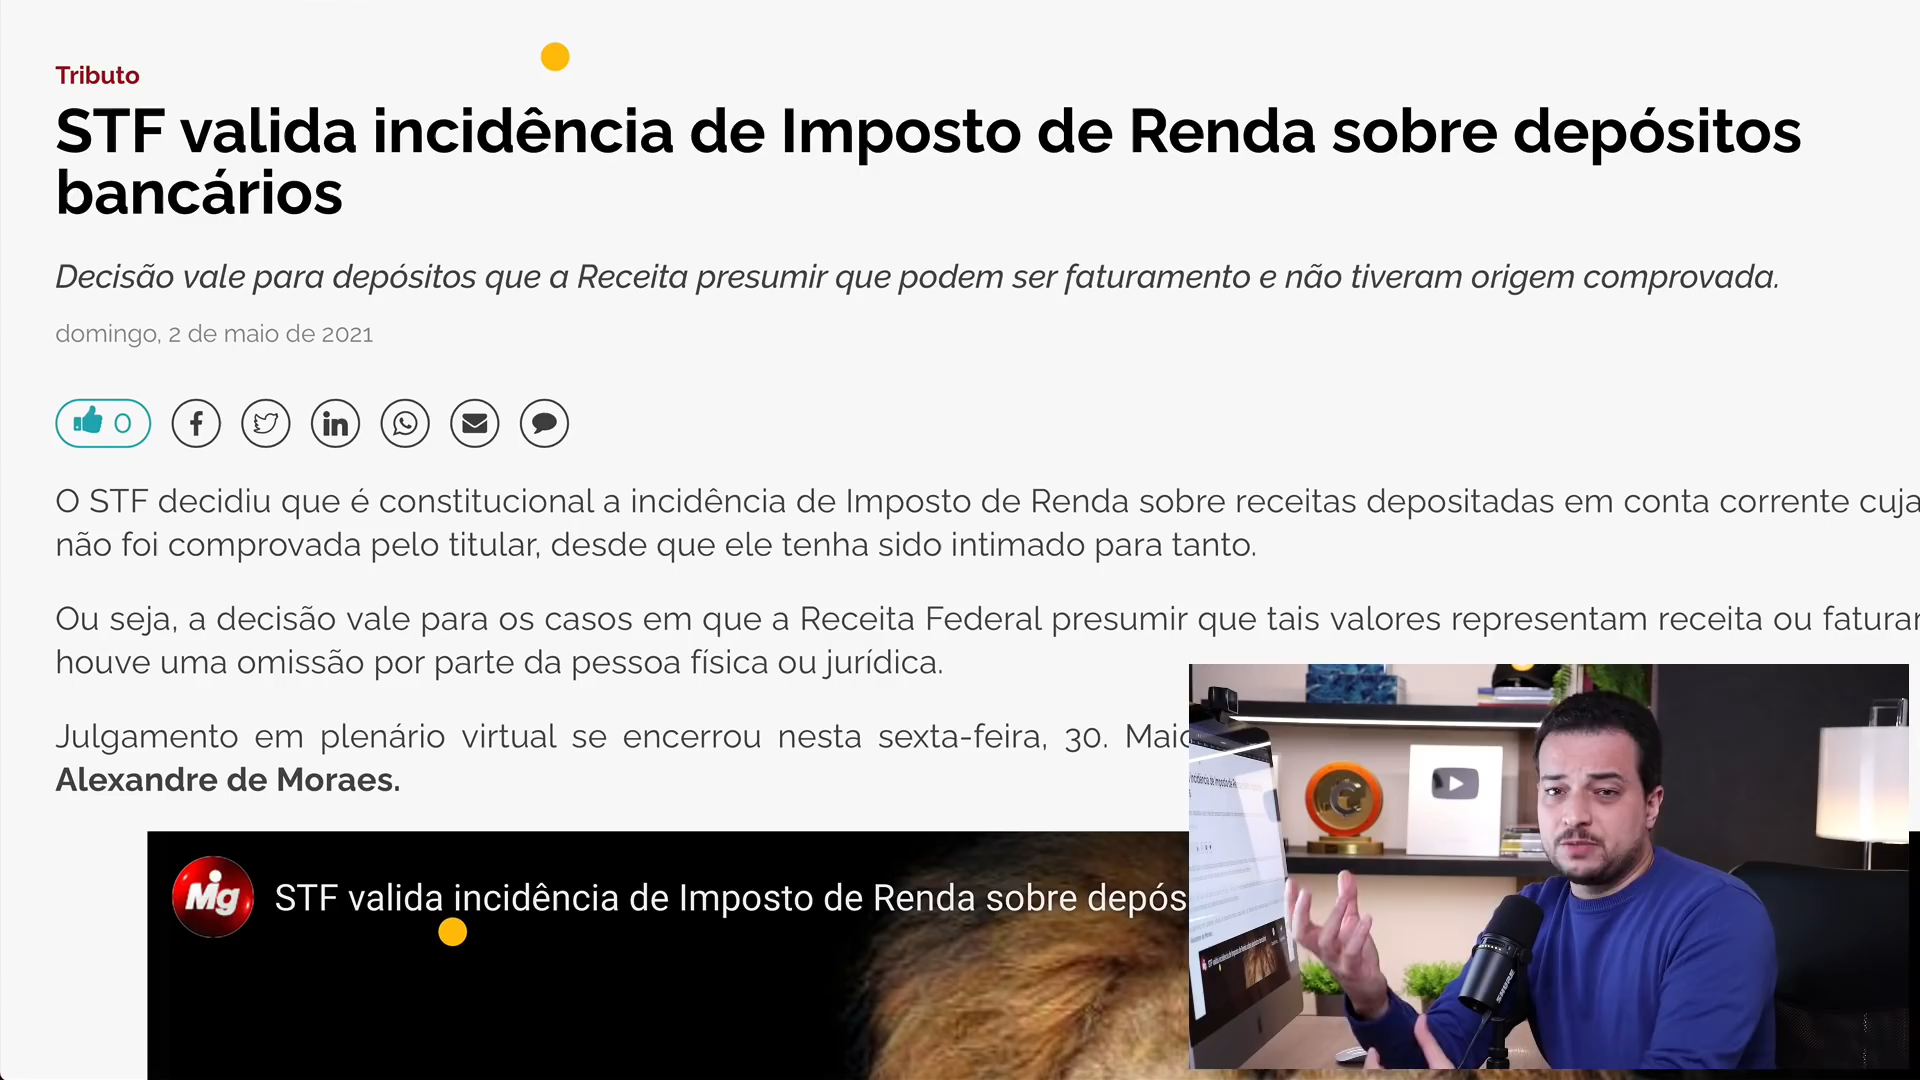 Tributo
STF valida incidência de Imposto de Renda sobre depósitos
bancários
Decisão vale para depósitos que a Receita presumir que podem ser faturamento e não tiveram origem comprovada.
domingo, 2 de maio de 2021
0
O STF decidiu que é constitucional a incidência de Imposto de Renda sobre receitas depositadas em conta corrente cuja
não foi comprovada pelo titular, desde que ele tenha sido intimado para tanto.
Ou seja, a decisão vale para os casos em que a Receita Federal presumir que tais valores representam receita ou
houve uma omissão por parte da pessoa física ou jurídica.
Julgamento em plenário virtual se encerrou nesta sexta-feira, 30.
Alexandre de Moraes.
Mig
STF valida incidência de Imposto de Renda sobre depós
SHURE